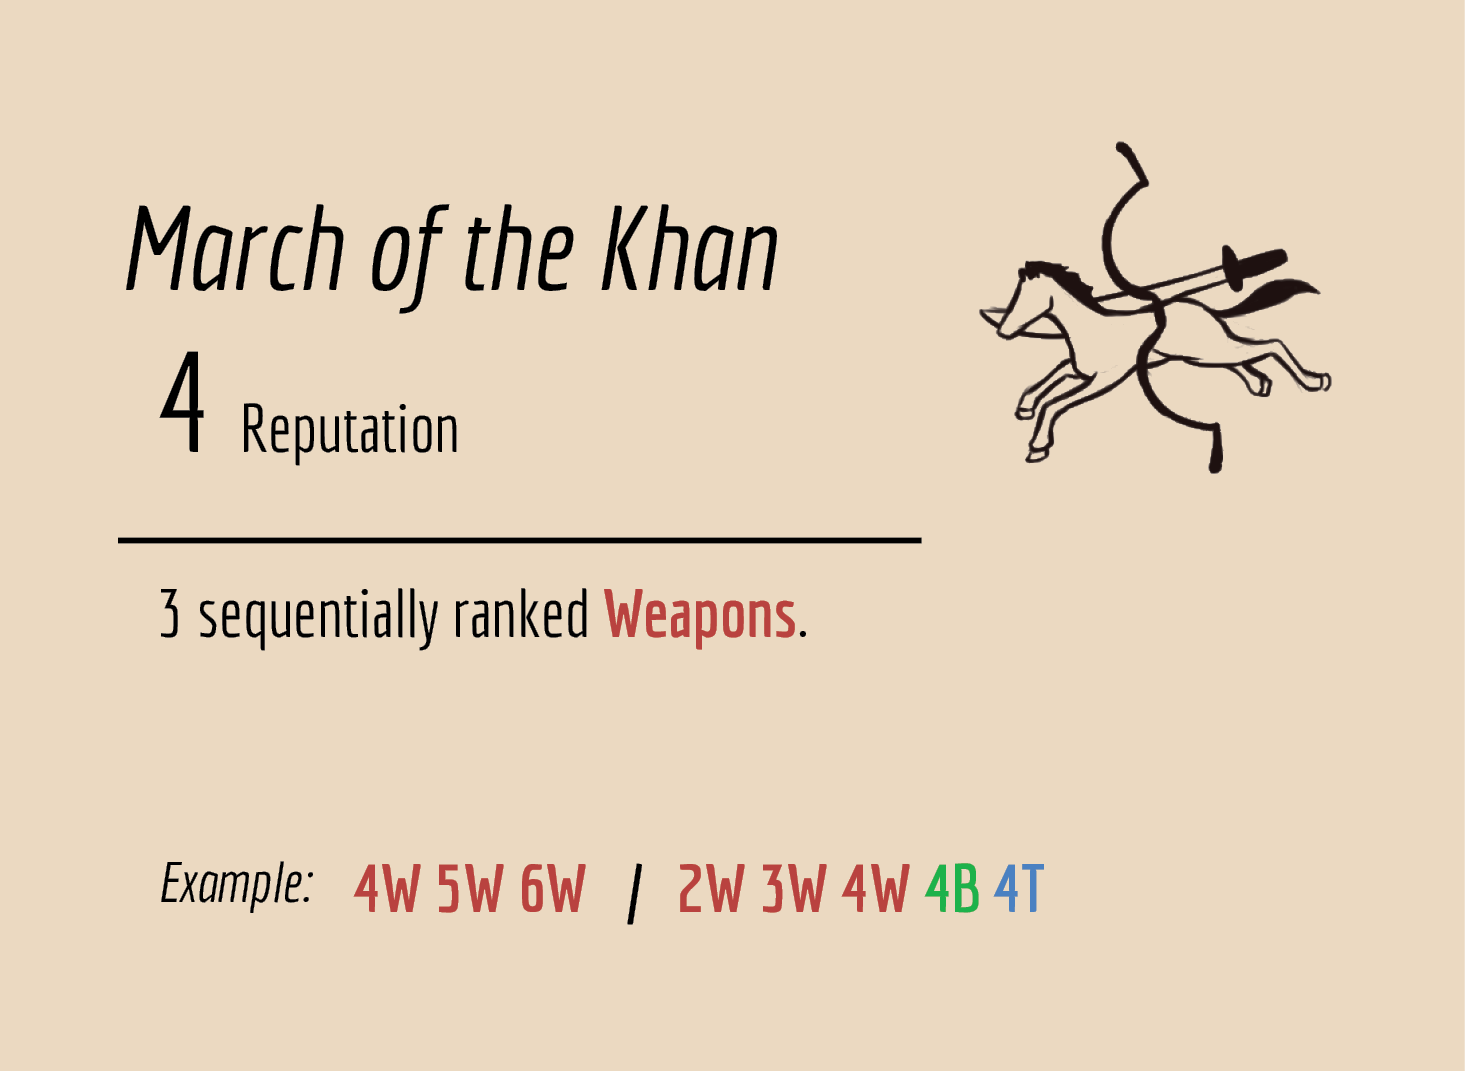 March of the Khan
4 Reputation
3 sequentially ranked Weapons.
Example: 4W 5W 6W / 2W 3W 4W 4B 4T